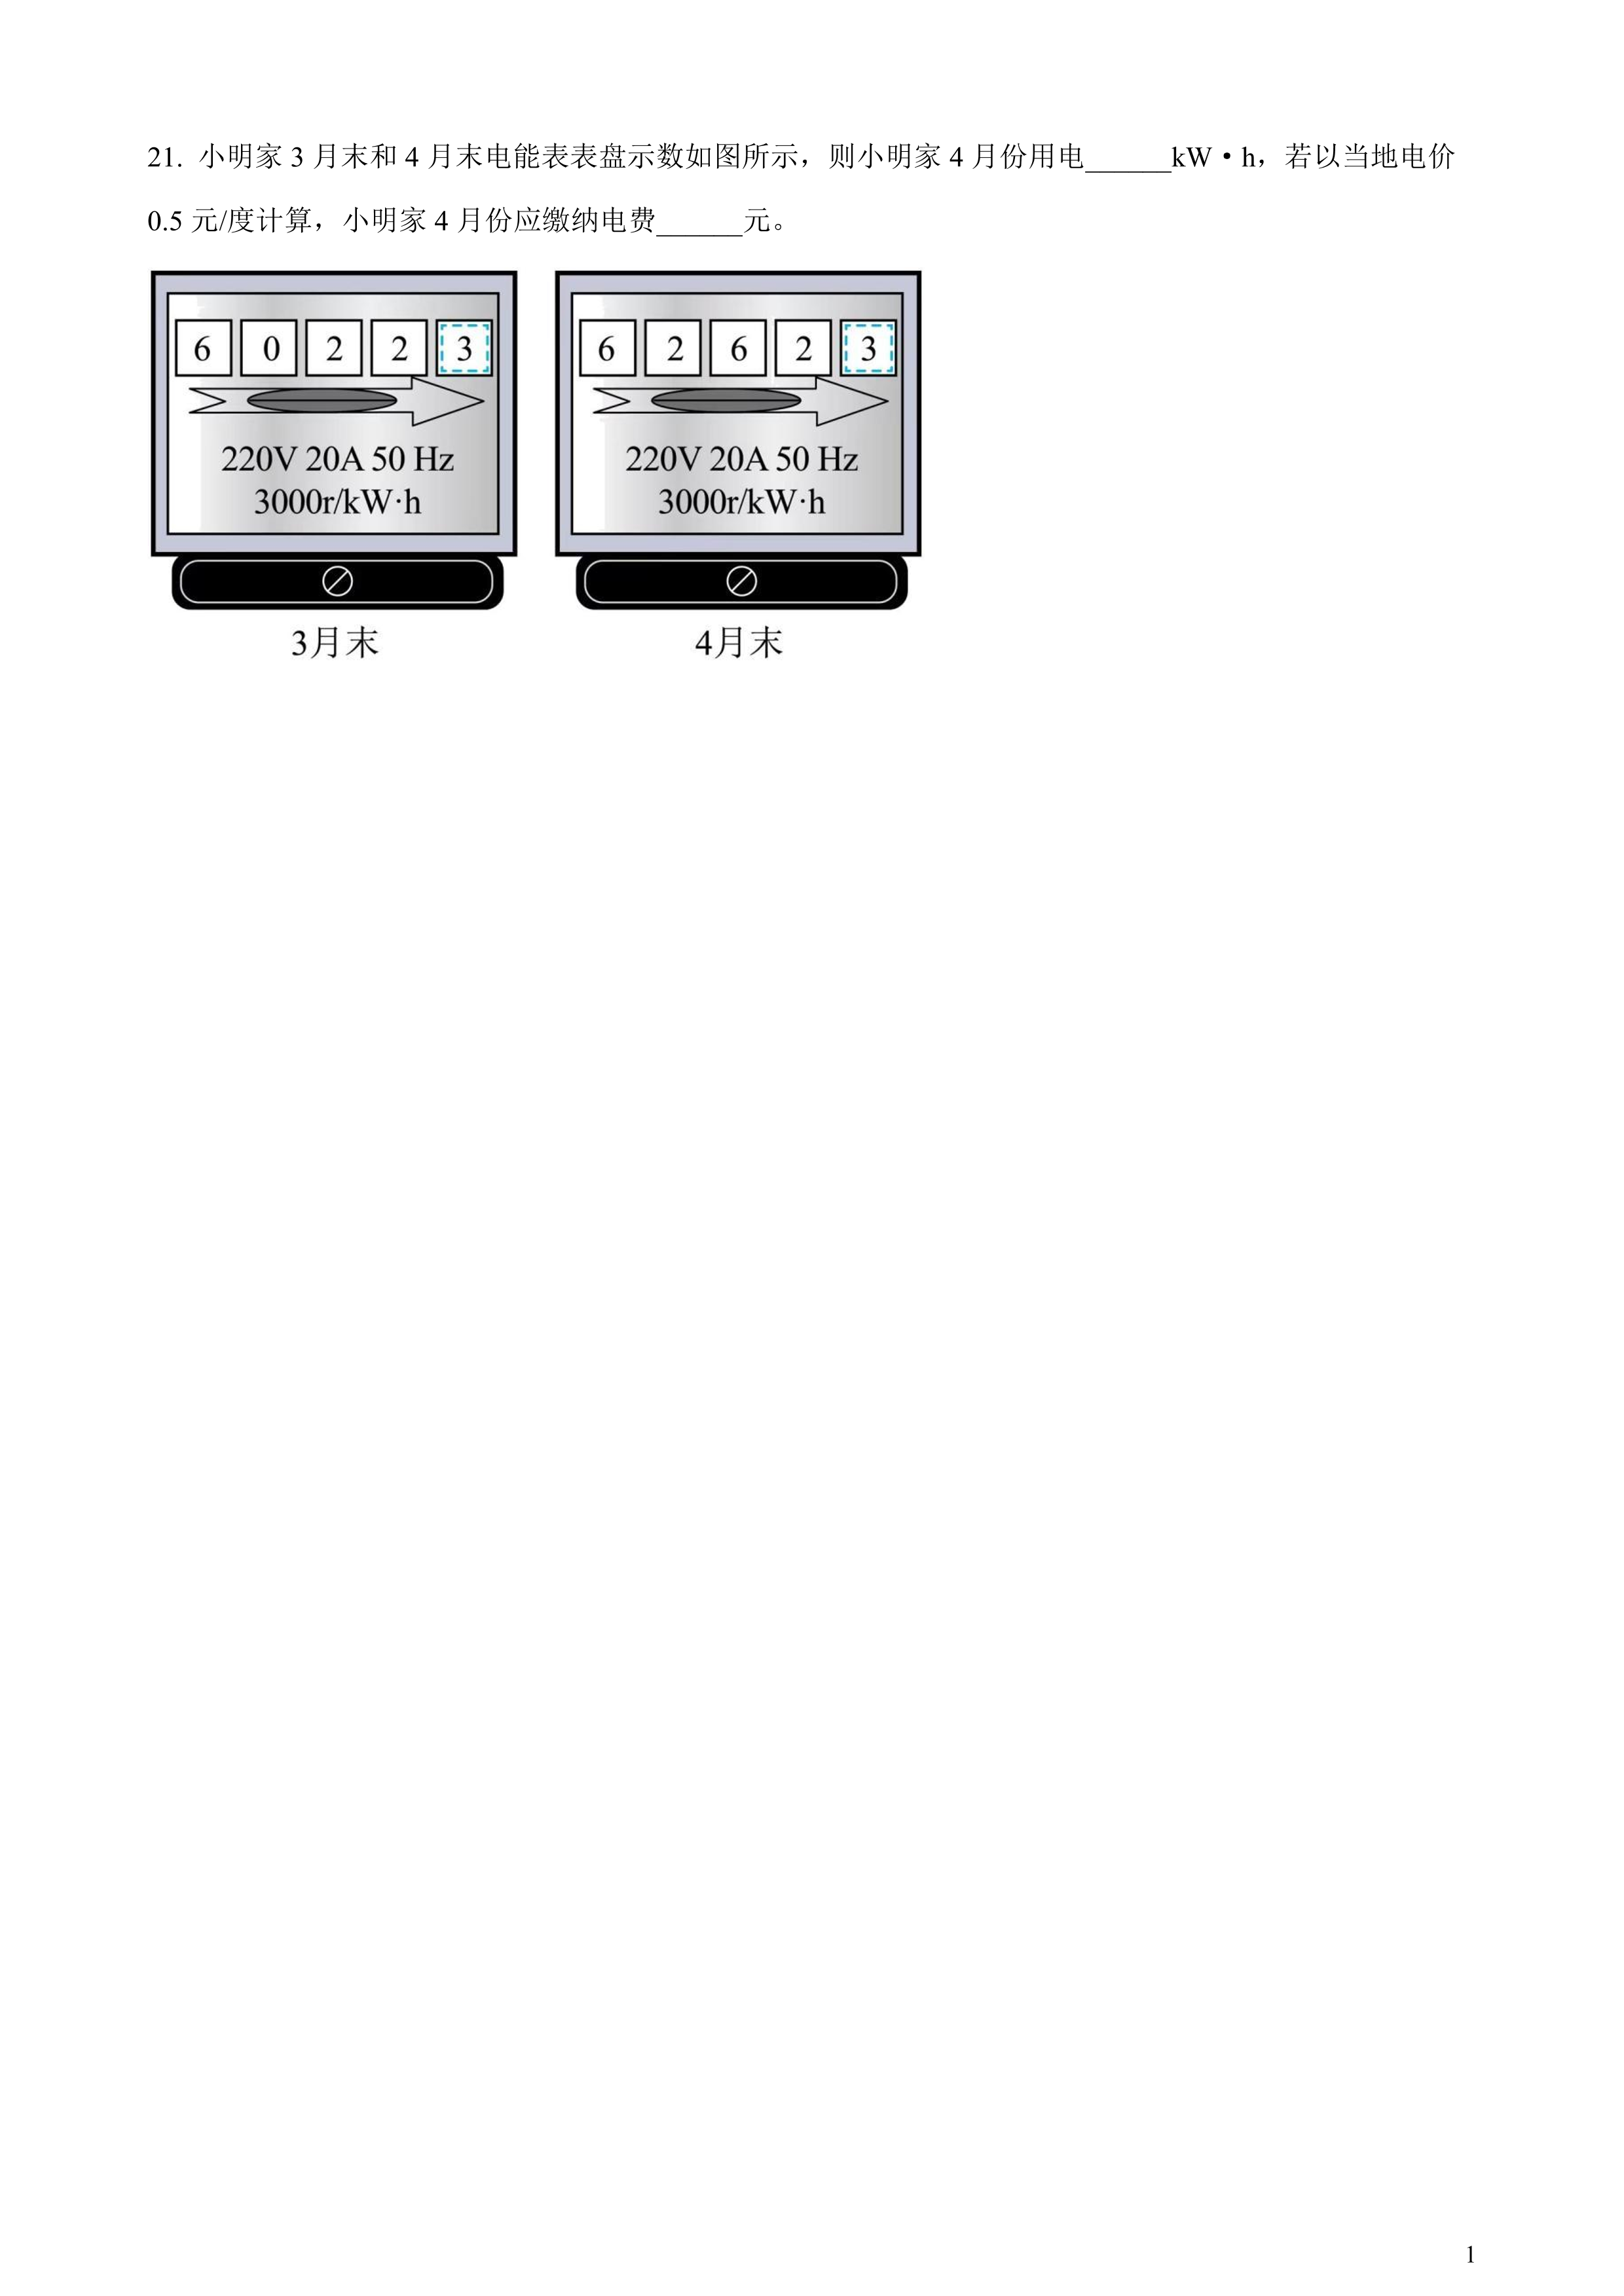 21. 小明家 3 月末和 4 月末电能表表盘示数如图所示，则小明家 4 月份用电______kW·h，若以当地电价
0.5 元/度计算，小明家 4 月份应缴纳电费______元。
6 0 2 2 3
220V 20A 50 Hz
3000r/kW·h
3月末
6 2 6 2 3
220V 20A 50 Hz
3000r/kW·h
4月末
1